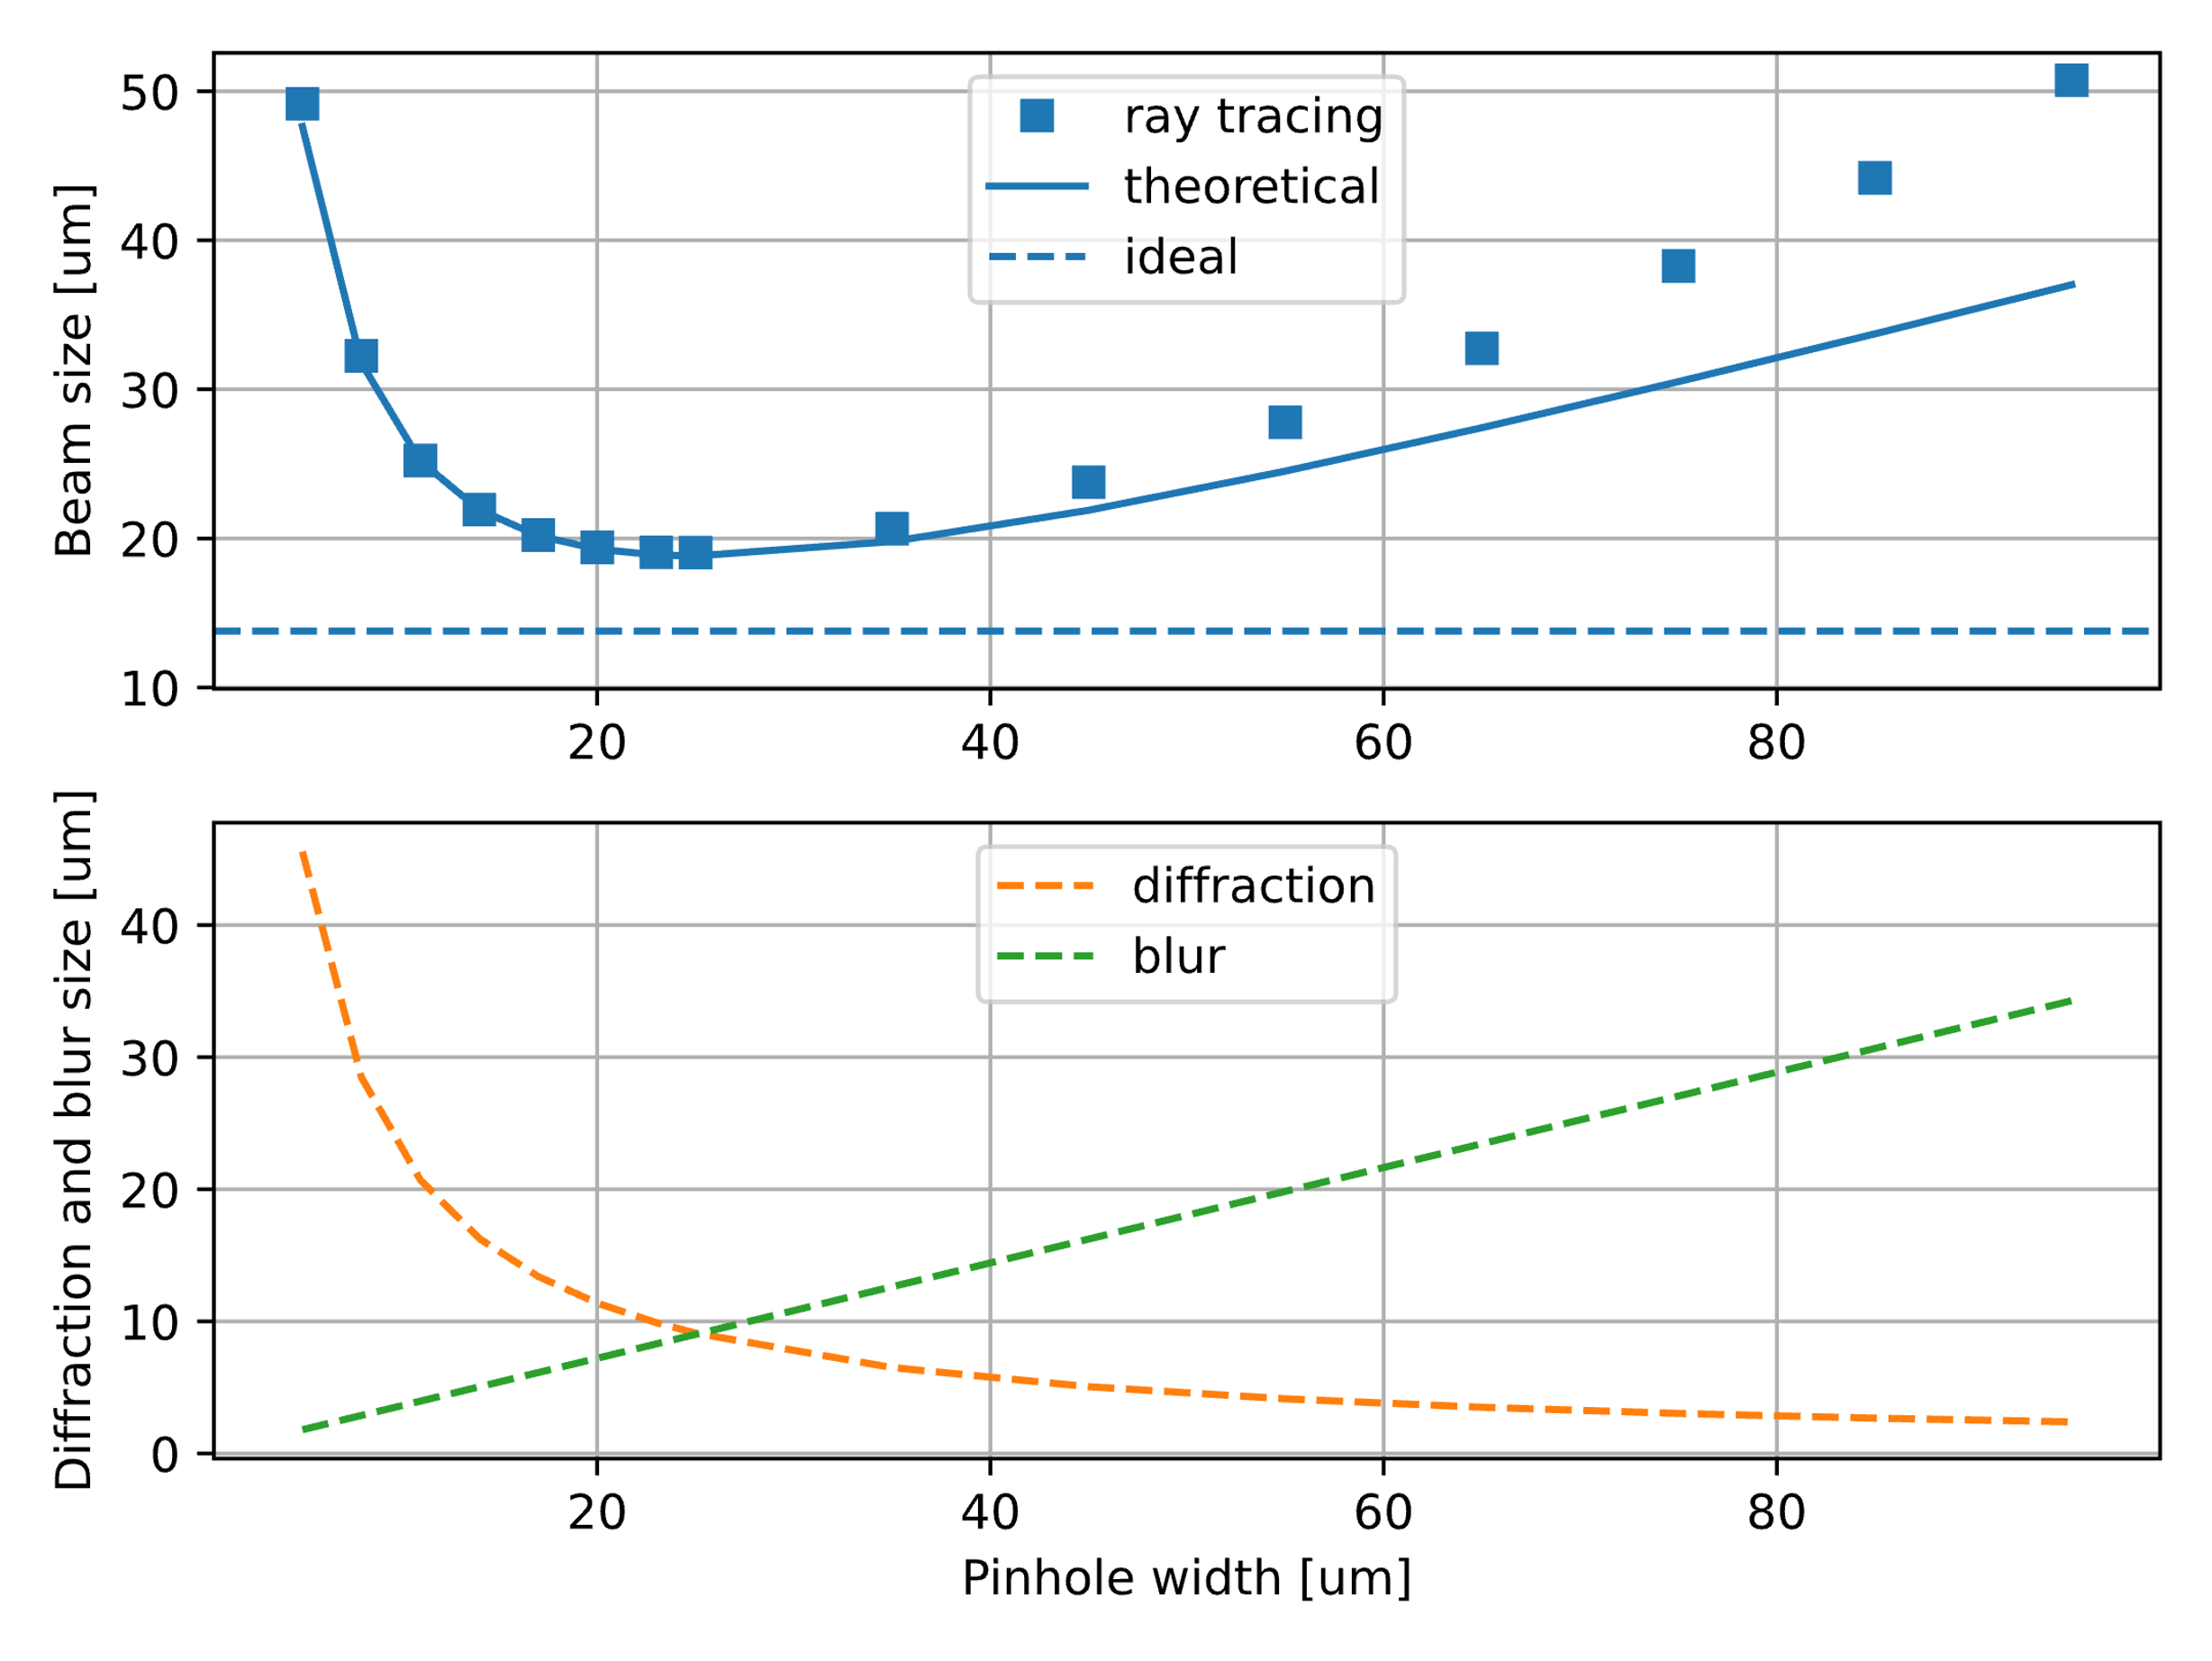 Beam size [um]
50
40
30
20
10
ray tracing
theoretical
ideal
20 40 60 80
Diffraction and blur size [um]
40
30
20
10
0
diffraction
blur
20 40 60 80
Pinhole width [um]